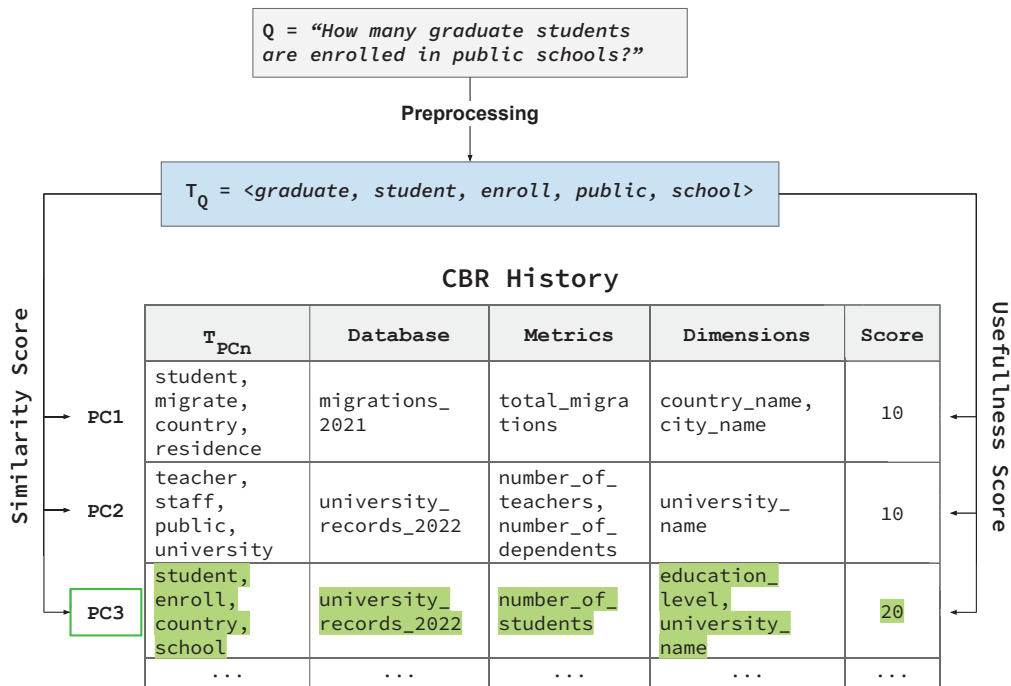 Q = “How many graduate students
are enrolled in public schools?”
Preprocessing
TQ = <graduate, student, enroll, public, school>
CBR History
Similarity Score
Usefullness Score
TPCn
Database
Metrics
Dimensions
Score
PC1
student,
migrate,
country,
residence
migrations_
2021
total_migra
tions
country_name,
city_name
10
PC2
teacher,
staff,
public,
university
university_
records_2022
number_of_
teachers,
number_of_
dependents
university_
name
10
PC3
student,
enroll,
country,
school
university_
records_2022
number_of_
students
education_
level,
university_
name
20
...
...
...
...
...